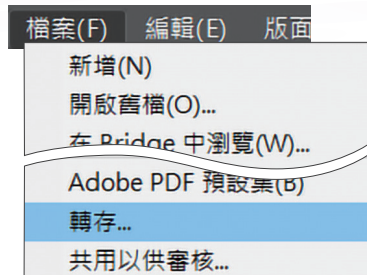 檔案(F) 編輯(E) 版面
新增(N)
開啟舊檔(O)...
在 Bridge 中瀏覽(W)...
Adobe PDF 預設集(B)
轉存...
共用以供審核...